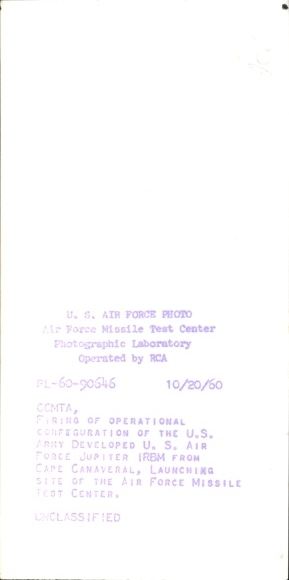 U. S. AIR FORCE PHOTO
Air Force Missile Test Center
Photographic Laboratory
Operated by RCA
PL-60-90646 10/20/60
CCMTA,
FIRING OF OPERATIONAL
CONFIGURATION OF THE U.S.
ARMY DEVELOPED U. S. AIR
FORCE JUPITER IRBM FROM
CAPE CANAVERAL, LAUNCHING
SITE OF THE AIR FORCE MISSILE
TEST CENTER.
UNCLASSIFIED